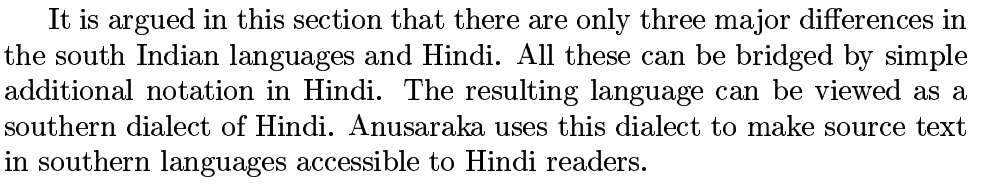 It is argued in this section that there are only three major differences in
the south Indian languages and Hindi. All these can be bridged by simple
additional notation in Hindi. The resulting language can be viewed as a
southern dialect of Hindi. Anusaraka uses this dialect to make source text
in southern languages accessible to Hindi readers.